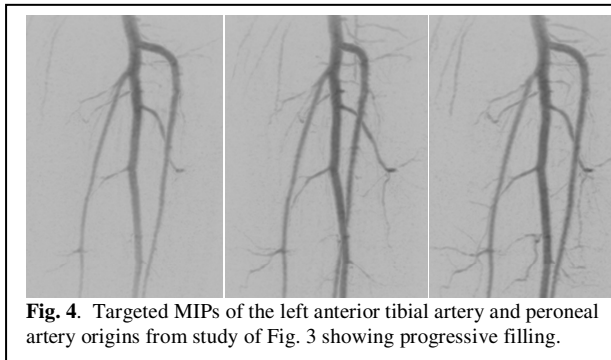 Fig. 4. Targeted MIPs of the left anterior tibial artery and peroneal
artery origins from study of Fig. 3 showing progressive filling.